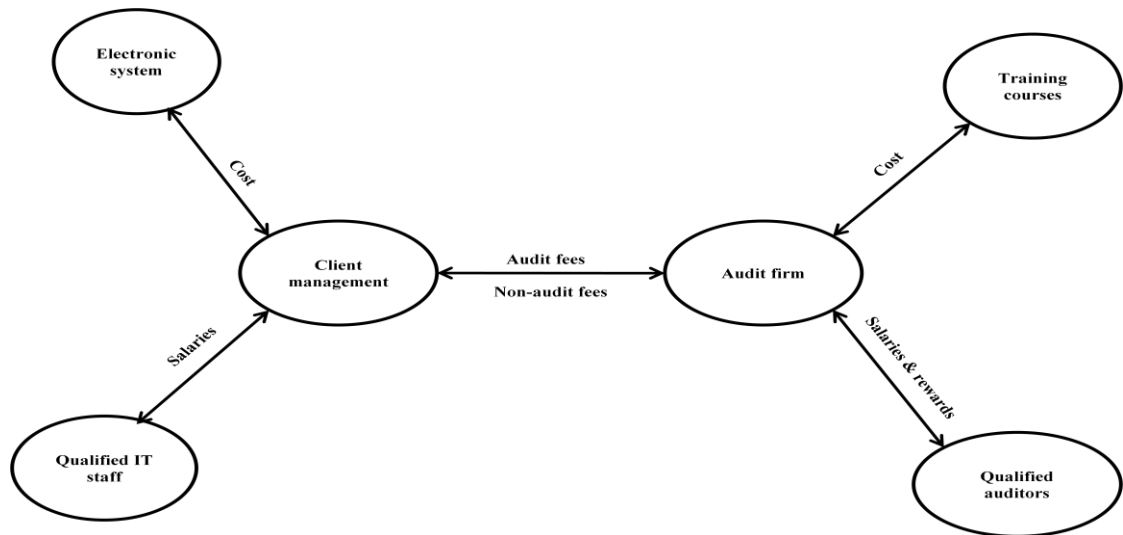 Electronic
system
Training
courses
Cost
Cost
Client
management
Audit fees
Non-audit fees
Audit firm
Salaries
Salaries & rewards
Qualified IT
staff
Qualified
auditors